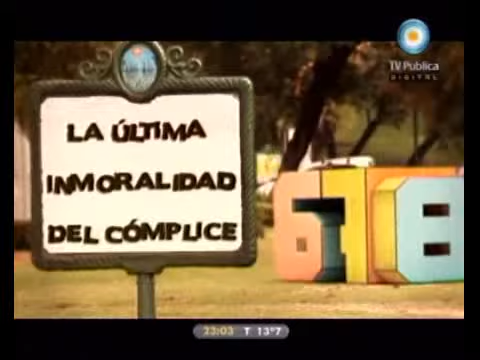 TV Pública
DIGITAL
LA ÚLTIMA
INMORALIDAD
DEL CÓMPLICE
678
23:03 T 13°7